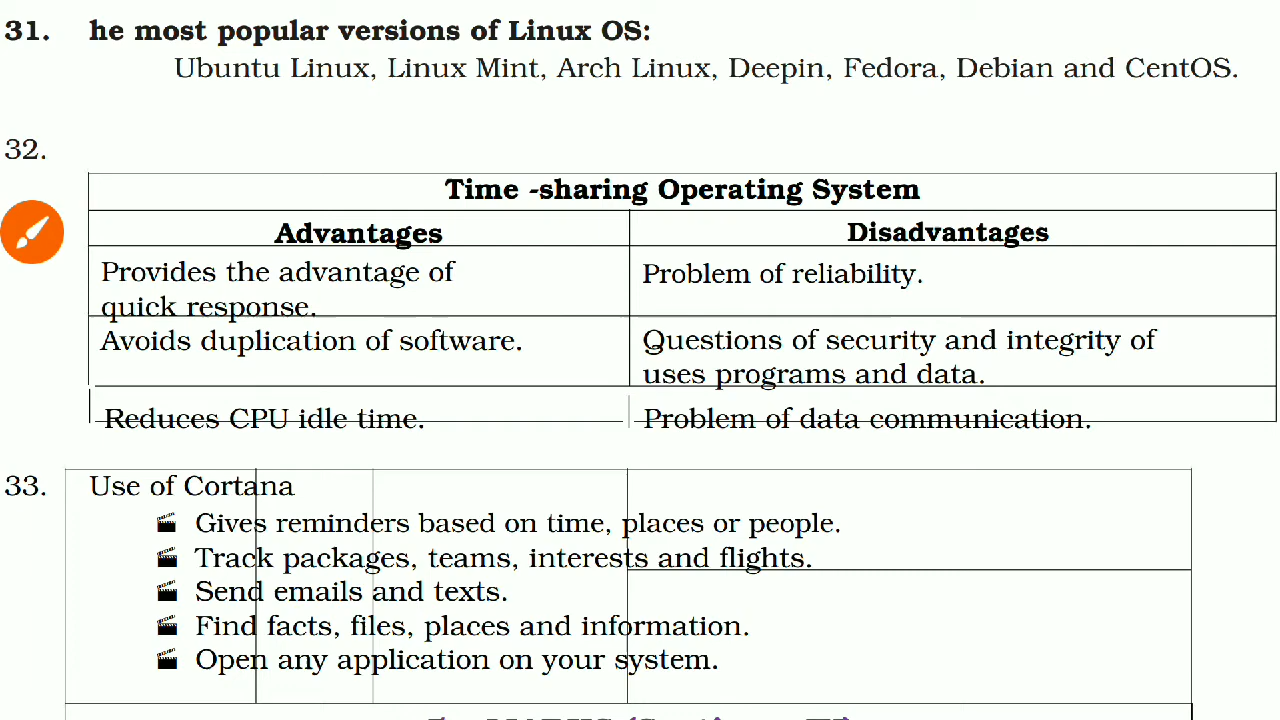 31. he most popular versions of Linux OS:
Ubuntu Linux, Linux Mint, Arch Linux, Deepin, Fedora, Debian and CentOS.
32.
Time -sharing Operating System
Advantages Disadvantages
Provides the advantage of
quick response.
Problem of reliability.
Avoids duplication of software.
Questions of security and integrity of
uses programs and data.
Reduces CPU idle time. Problem of data communication.
33. Use of Cortana
Gives reminders based on time, places or people.
Track packages, teams, interests and flights.
Send emails and texts.
Find facts, files, places and information.
Open any application on your system.